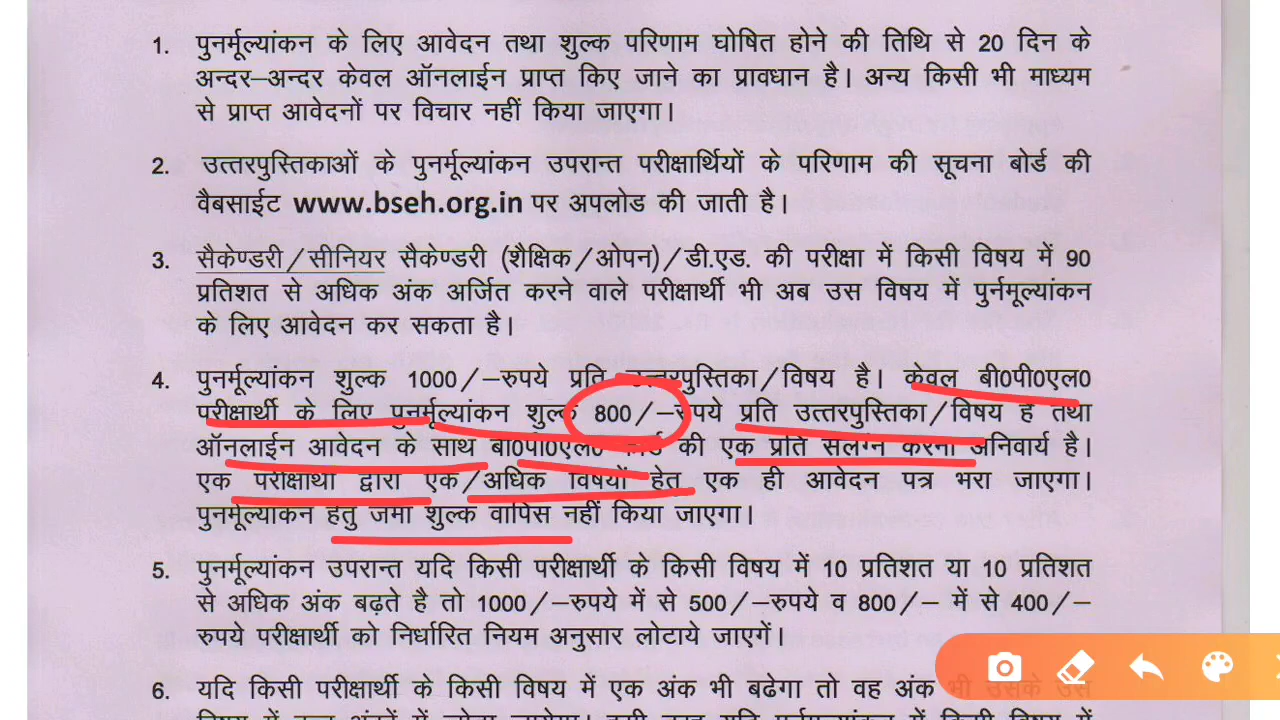 1. पुनर्मूल्यांकन के लिए आवेदन तथा शुल्क परिणाम घोषित होने की तिथि से 20 दिन के
अन्दर–अन्दर केवल ऑनलाईन प्राप्त किए जाने का प्रावधान है। अन्य किसी भी माध्यम
से प्राप्त आवेदनों पर विचार नहीं किया जाएगा।
2. उत्तरपुस्तिकाओं के पुनर्मूल्यांकन उपरान्त परीक्षार्थियों के परिणाम की सूचना बोर्ड की
वैबसाईट www.bseh.org.in पर अपलोड की जाती है।
3. सैकेण्डरी/सीनियर सैकेण्डरी (शैक्षिक/ओपन)/डी.एड. की परीक्षा में किसी विषय में 90
प्रतिशत से अधिक अंक अर्जित करने वाले परीक्षार्थी भी अब उस विषय में पुर्नमूल्यांकन
के लिए आवेदन कर सकता है।
4. पुनर्मूल्यांकन शुल्क 1000/–रुपये प्रति उत्तरपुस्तिका/विषय है। केवल बी0पी0एल0
परीक्षार्थी के लिए पुनर्मूल्यांकन शुल्क 800/–रुपये प्रति उत्तरपुस्तिका/विषय है तथा
ऑनलाईन आवेदन के साथ बी0पी0एल0 कार्ड की एक प्रति सलंग्न करना अनिवार्य है।
एक परीक्षार्थी द्वारा एक/अधिक विषयों हेतु एक ही आवेदन पत्र भरा जाएगा।
पुनर्मूल्यांकन हेतु जमा शुल्क वापिस नहीं किया जाएगा।
5. पुनर्मूल्यांकन उपरान्त यदि किसी परीक्षार्थी के किसी विषय में 10 प्रतिशत या 10 प्रतिशत
से अधिक अंक बढ़ते है तो 1000/–रुपये में से 500/–रुपये व 800/– में से 400/–
रुपये परीक्षार्थी को निर्धारित नियम अनुसार लोटाये जाएगें।
6. यदि किसी परीक्षार्थी के किसी विषय में एक अंक भी बढेगा तो वह अंक भी उसके उस